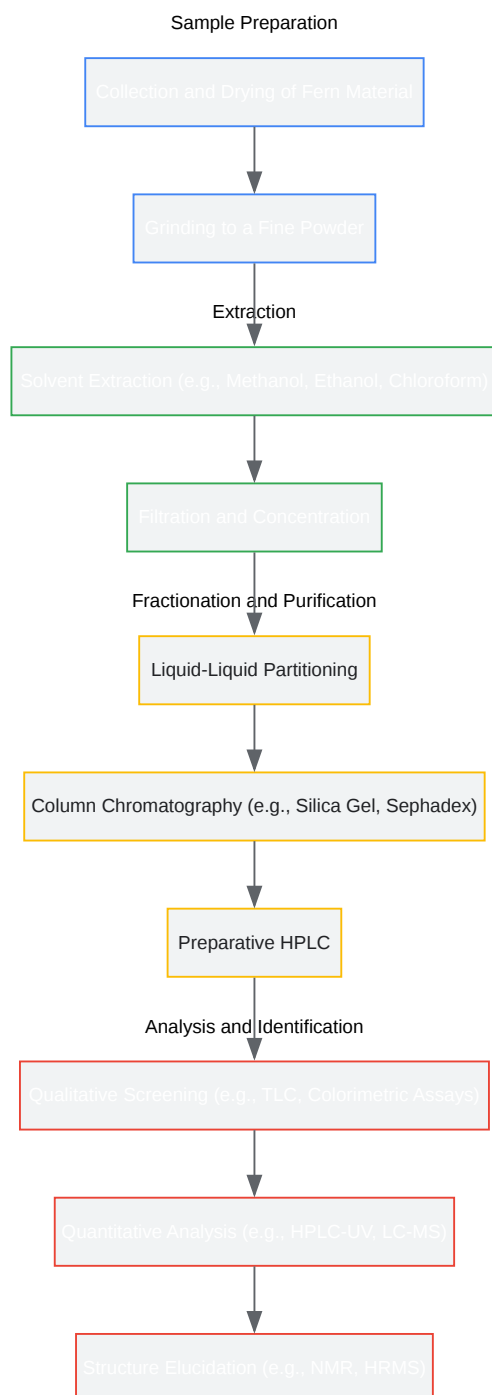 Sample Preparation
Collection and Drying of Fern Material
Grinding to a Fine Powder
Extraction
Solvent Extraction (e.g., Methanol, Ethanol, Chloroform)
Filtration and Concentration
Fractionation and Purification
Liquid-Liquid Partitioning
Column Chromatography (e.g., Silica Gel, Sephadex)
Preparative HPLC
Analysis and Identification
Qualitative Screening (e.g., TLC, Colorimetric Assays)
Quantitative Analysis (e.g., HPLC-UV, LC-MS)
Structure Elucidation (e.g., NMR, HRMS)